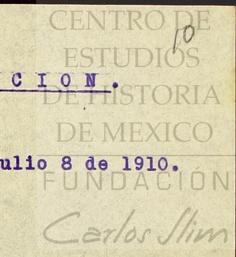 10
CENTRO DE
ESTUDIOS
C I O N .
DE HISTORIA
DE MEXICO
ulio 8 de 1910.
FUNDACIÓN
Carlos Slim